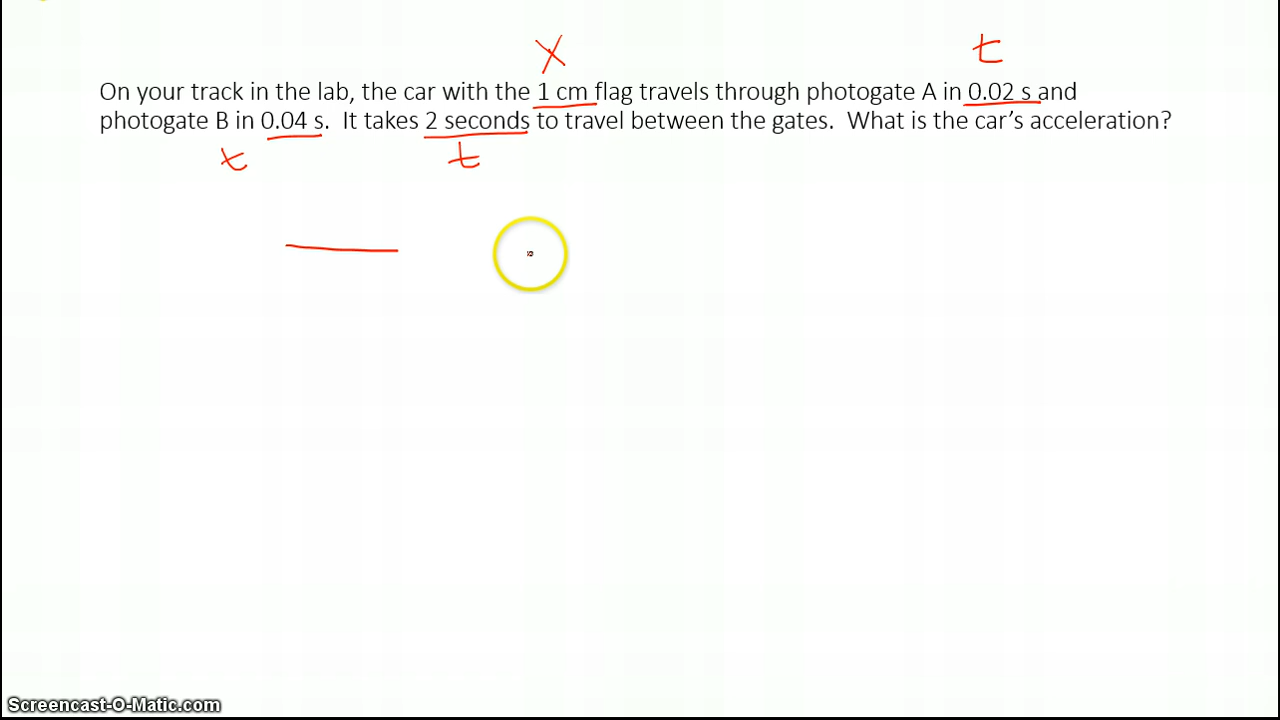 x t
On your track in the lab, the car with the 1 cm flag travels through photogate A in 0.02 s and
photogate B in 0.04 s. It takes 2 seconds to travel between the gates. What is the car's acceleration?
t t
Screencast-O-Matic.com